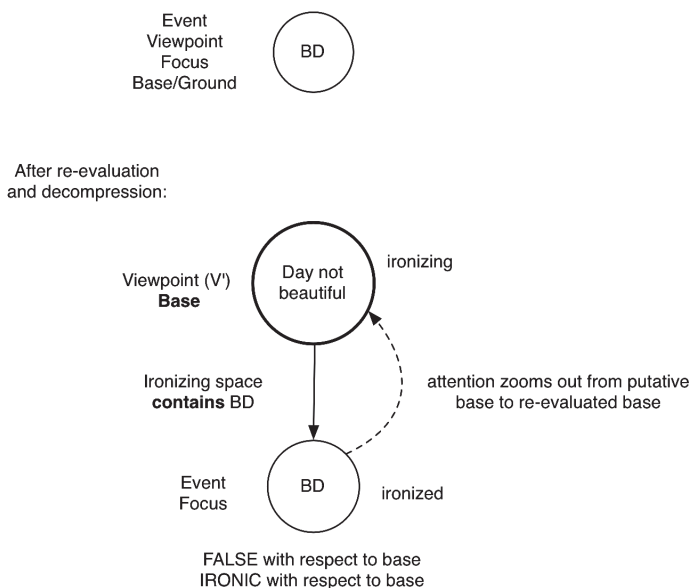 Event
Viewpoint
Focus
Base/Ground
BD
After re-evaluation
and decompression:
Viewpoint (V')
Base
Day not
beautiful
ironizing
Ironizing space
contains BD
attention zooms out from putative
base to re-evaluated base
Event
Focus
BD
ironized
FALSE with respect to base
IRONIC with respect to base